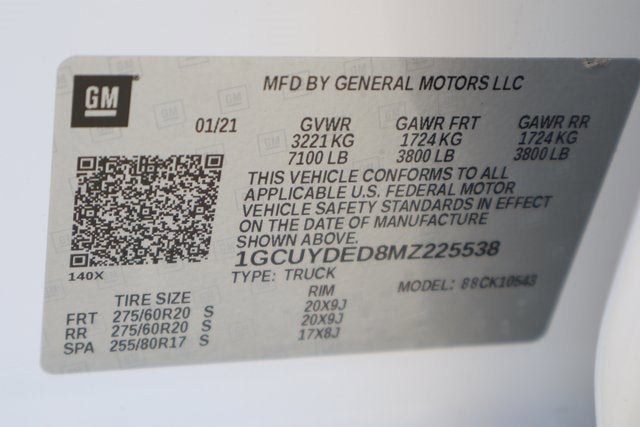 GM
MFD BY GENERAL MOTORS LLC
01/21 GVWR GAWR FRT GAWR RR
3221 KG 1724 KG 1724 KG
7100 LB 3800 LB 3800 LB
THIS VEHICLE CONFORMS TO ALL
APPLICABLE U.S. FEDERAL MOTOR
VEHICLE SAFETY STANDARDS IN EFFECT
ON THE DATE OF MANUFACTURE
SHOWN ABOVE.
1GCUYDED8MZ225538
140X
TYPE: TRUCK MODEL: 88CK10543
TIRE SIZE RIM
FRT 275/60R20 S 20X9J
RR 275/60R20 S 20X9J
SPA 255/80R17 S 17X8J